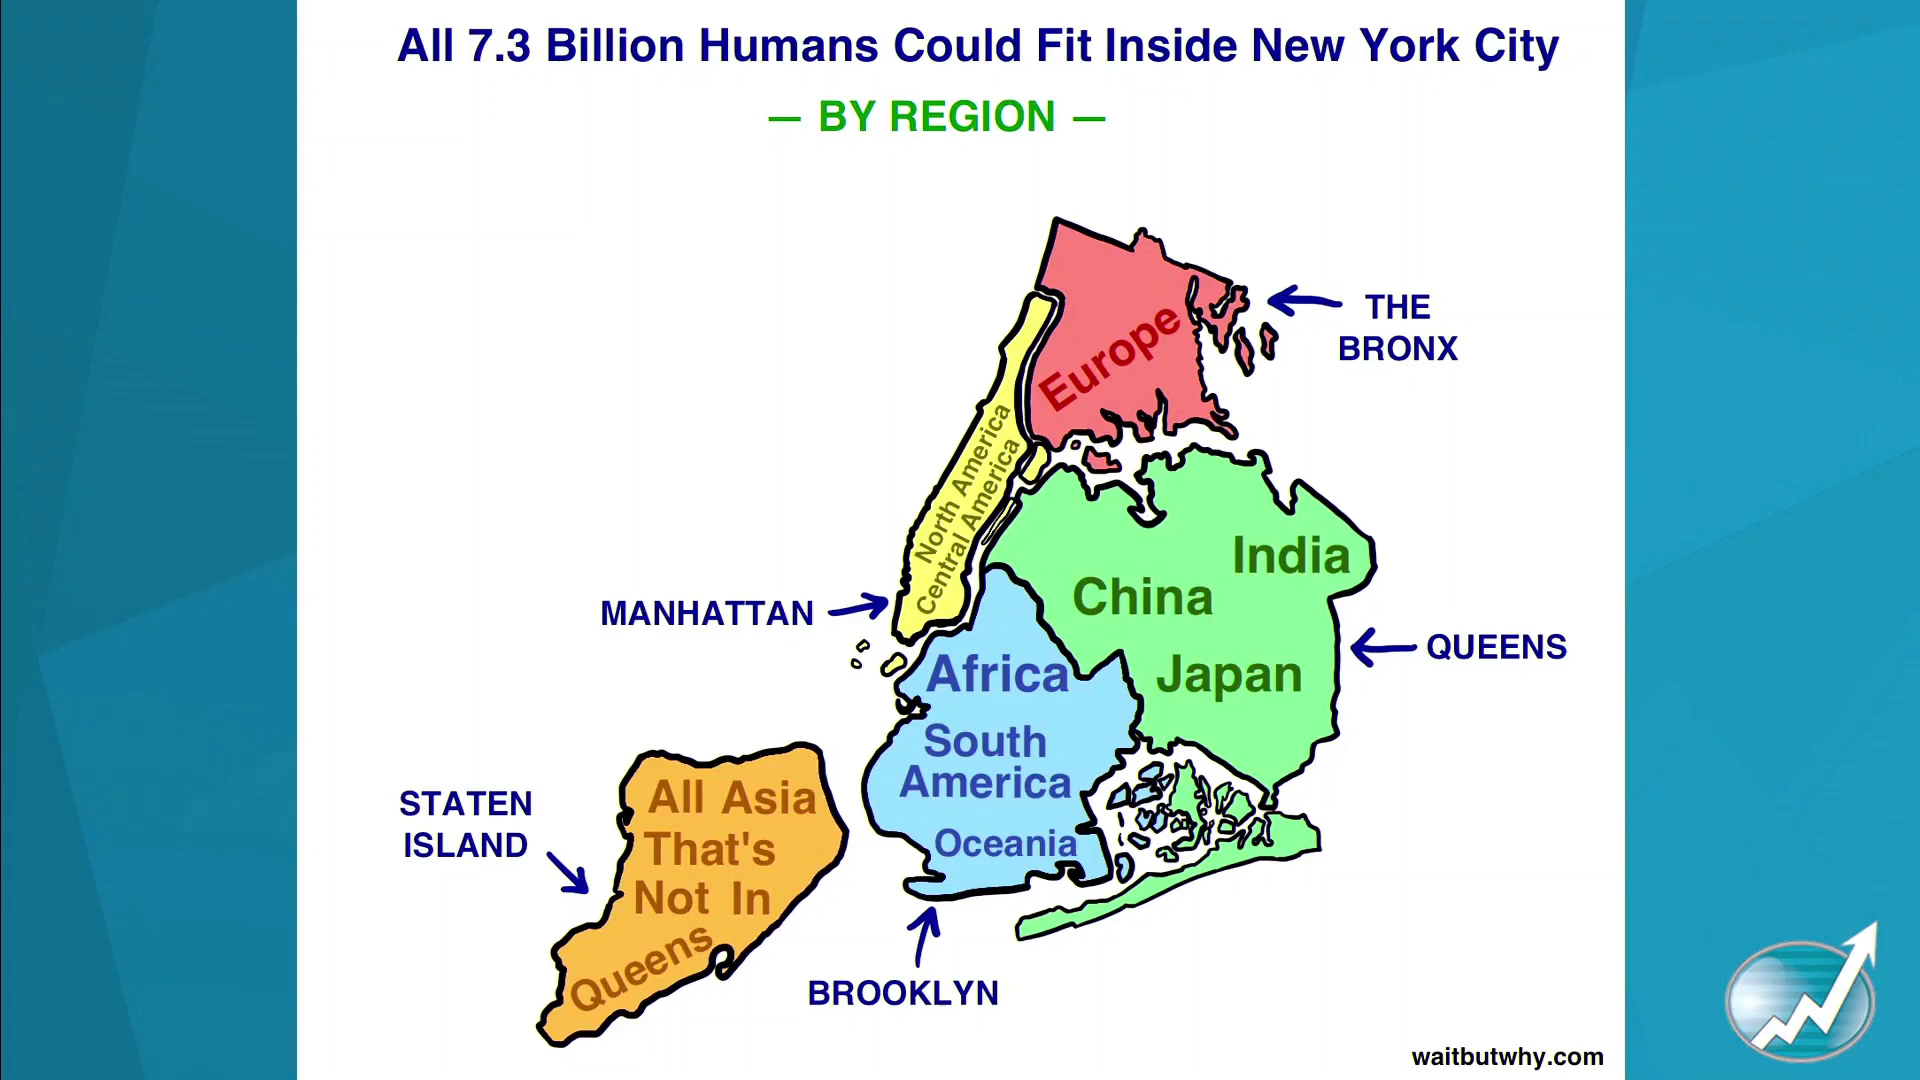 All 7.3 Billion Humans Could Fit Inside New York City
— BY REGION —
THE
BRONX
Europe
North America
Central America
MANHATTAN
India
China
Japan
QUEENS
Africa
South
America
Oceania
BROOKLYN
STATEN
ISLAND
All Asia
That's
Not In
Queens
waitbutwhy.com